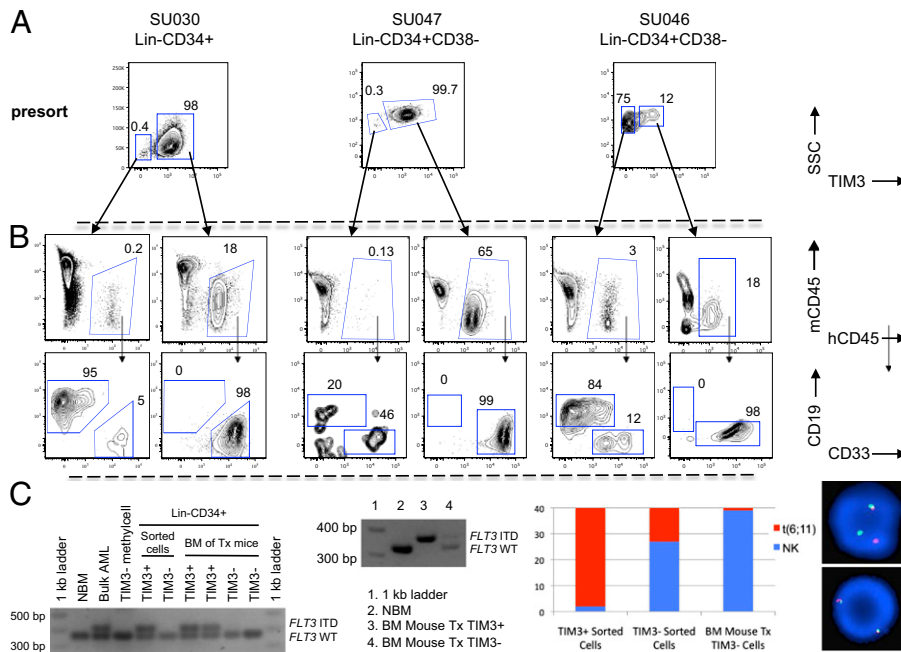 A
SU030
Lin-CD34+
SU047
Lin-CD34+CD38-
SU046
Lin-CD34+CD38-
presort
250K
200K
150K
100K
50K
0
0.4
98
0.3
99.7
75
12
SSC
TIM3
B
0.2
18
0.13
65
3
18
mCD45
hCD45
95
5
0
98
20
46
0
99
84
12
0
98
CD19
CD33
C
Lin-CD34+
Sorted cells
BM of Tx mice
1 kb ladder
NBM
Bulk AML
TIM3- methylcell
TIM3+
TIM3-
TIM3+
TIM3+
TIM3-
TIM3-
1 kb ladder
500 bp
300 bp
FLT3 ITD
FLT3 WT
1 2 3 4
400 bp
300 bp
FLT3 ITD
FLT3 WT
1. 1 kb ladder
2. NBM
3. BM Mouse Tx TIM3+
4. BM Mouse Tx TIM3-
40
30
20
10
0
TIM3+ Sorted Cells
TIM3- Sorted Cells
BM Mouse Tx TIM3- Cells
t(6;11)
NK